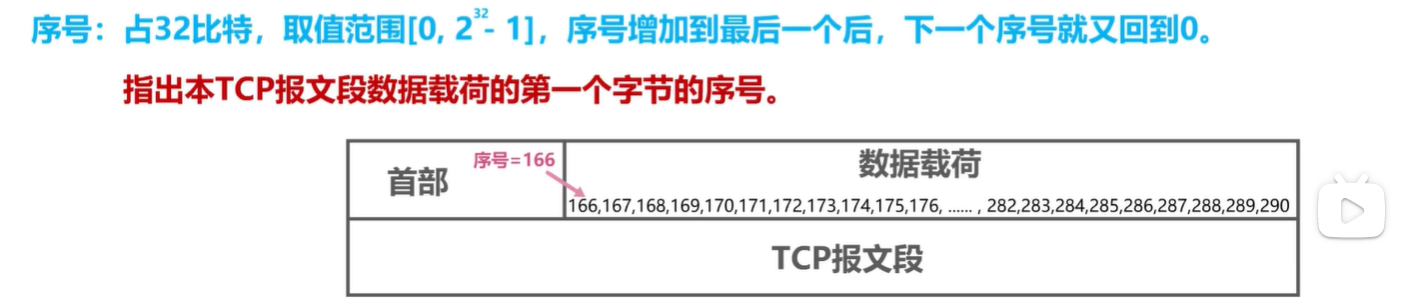 序号：占32比特，取值范围[0, 2³²- 1]，序号增加到最后一个后，下一个序号就又回到0。
指出本TCP报文段数据载荷的第一个字节的序号。
首部
序号=166
数据载荷
166,167,168,169,170,171,172,173,174,175,176, ...... , 282,283,284,285,286,287,288,289,290
TCP报文段